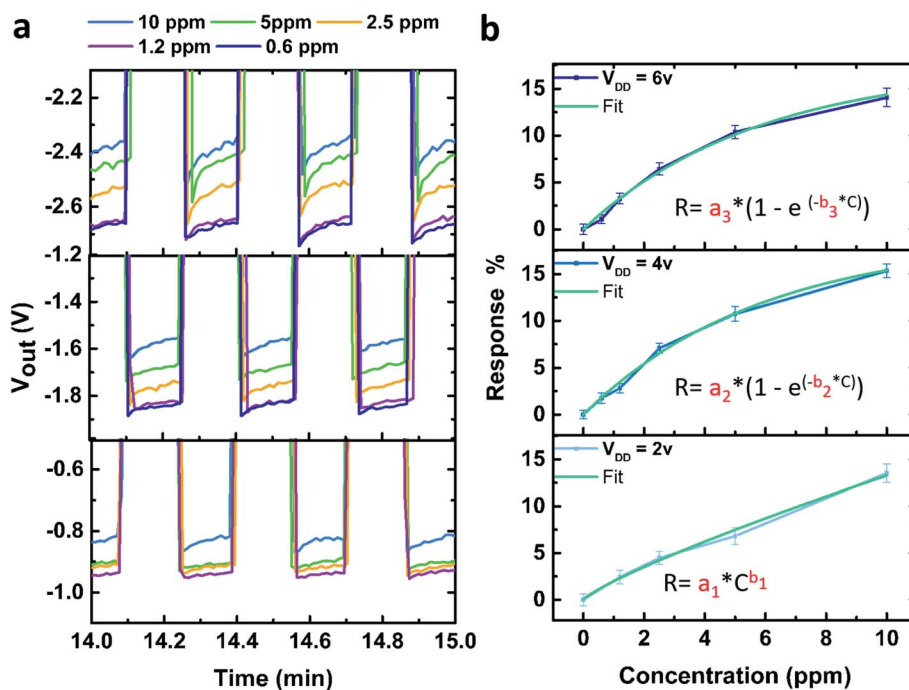 a
10 ppm 5ppm 2.5 ppm
1.2 ppm 0.6 ppm
-2.2
-2.4
-2.6
-1.2
-1.4
-1.6
-1.8
-0.6
-0.8
-1.0
Vout (V)
14.0 14.2 14.4 14.6 14.8 15.0
Time (min)
b
V_DD = 6v
Fit
15
10
5
0
R= a₃*(1 - e^(-b₃*C))
V_DD = 4v
Fit
15
10
5
0
R= a₂*(1 - e^(-b₂*C))
V_DD = 2v
Fit
15
10
5
0
R= a₁*C^b₁
Response %
0 2 4 6 8 10
Concentration (ppm)